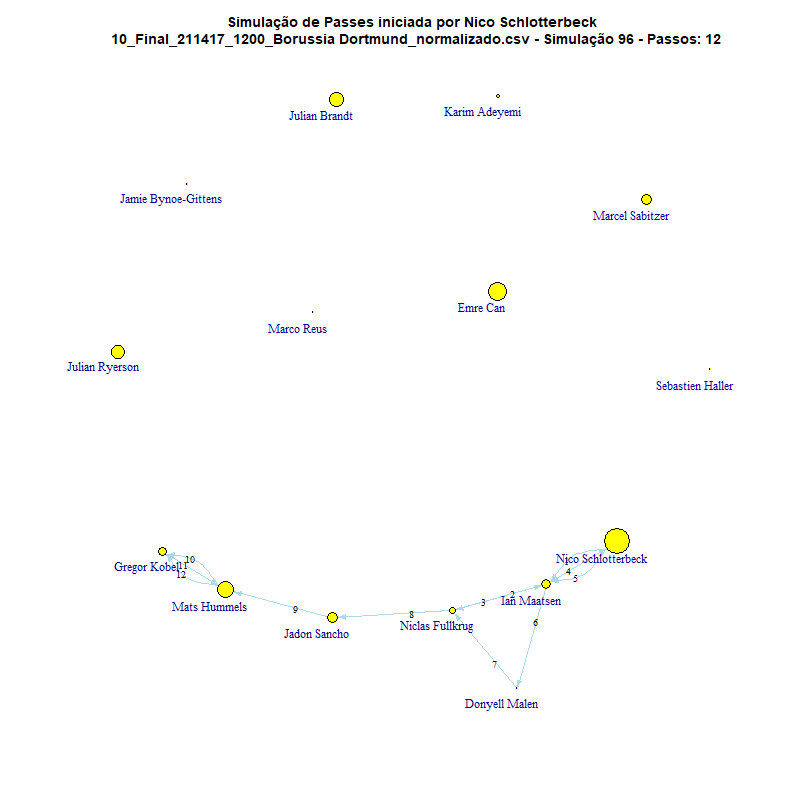 Simulação de Passes iniciada por Nico Schlotterbeck
10_Final_211417_1200_Borussia Dortmund_normalizado.csv - Simulação 96 - Passos: 12
Julian Brandt
Karim Adeyemi
Jamie Bynoe-Gittens
Marcel Sabitzer
Emre Can
Marco Reus
Julian Ryerson
Sebastien Haller
Nico Schlotterbeck
10
Gregor Kobel
11
4
12
5
Mats Hummels
Ian Maatsen
2
3
9
8
Jadon Sancho
Niclas Fullkrug
6
7
Donyell Malen